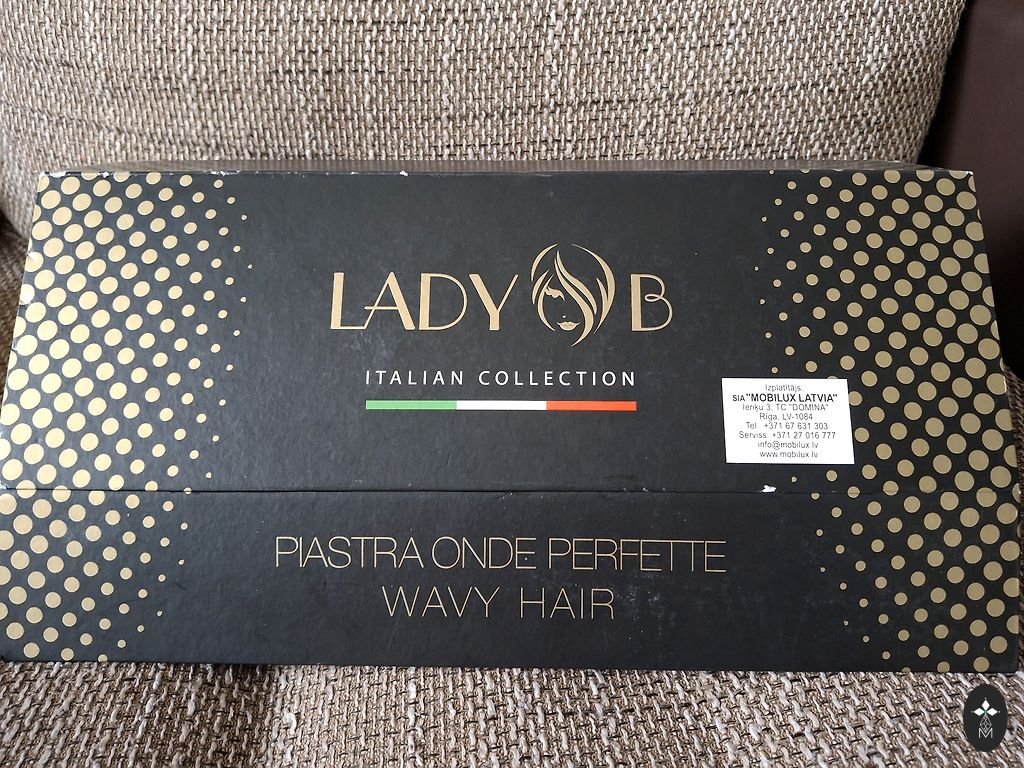 LADY B
ITALIAN COLLECTION
Izplatītājs:
SIA "MOBILUX LATVIA"
Ieriķu 3, TC "DOMINA"
Rīga, LV-1084
Tel. +371 67 631 303
Serviss +371 27 016 777
info@mobilux.lv
www.mobilux.lv
PIASTRA ONDE PERFETTE
WAVY HAIR
M